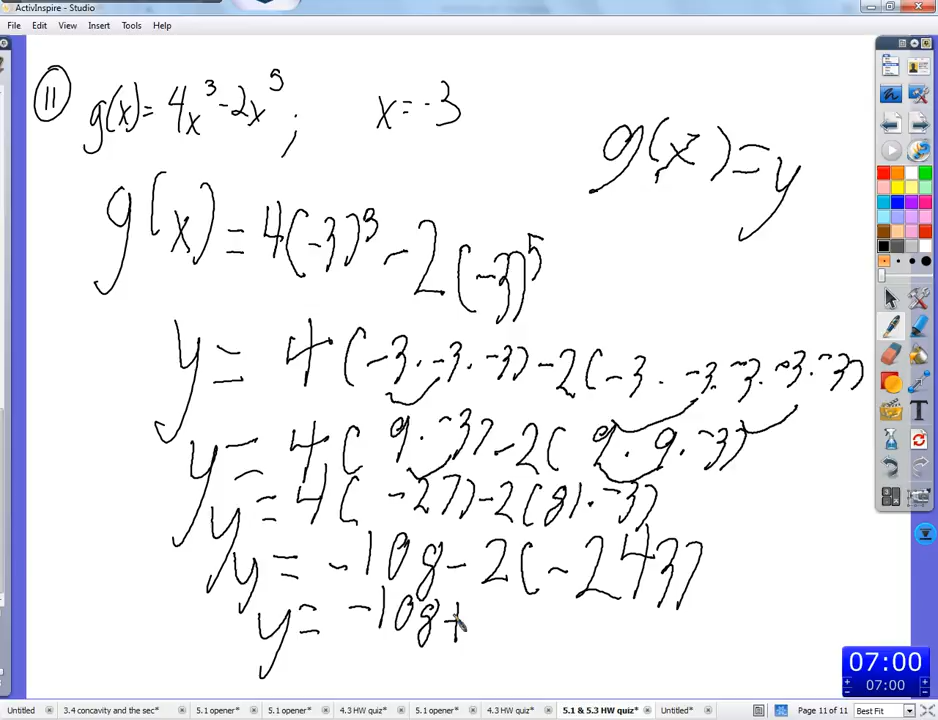 ActivInspire - Studio
File Edit View Insert Tools Help
11 g(x)= 4x³-2x⁵; x=-3
g(x)=y
g(x)=4(-3)³-2(-3)⁵
y= 4(-3·-3·-3)-2(-3·-3·-3·-3·-3)
y= 4(9·-3)-2(9·9·-3)
y=4(-27)-2(81·-3)
y= -108-2(-243)
y= -108+
07:00
07:00
Untitled 3.4 concavity and the sec* 5.1 opener* 5.1 opener* 4.3 HW quiz* 5.1 opener* 4.3 HW quiz* 5.1 & 5.3 HW quiz* Untitled* Page 11 of 11 Best Fit